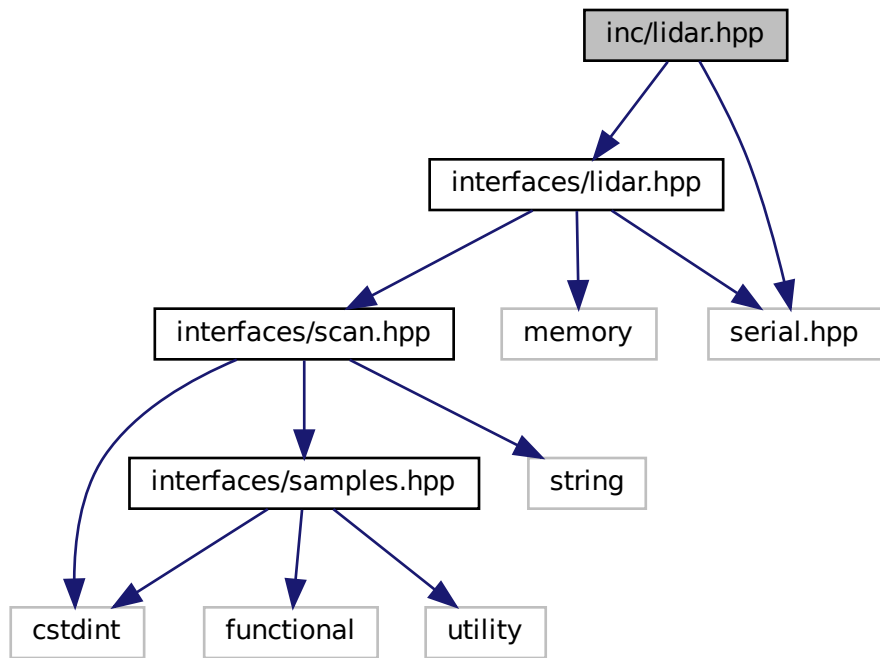 inc/lidar.hpp
interfaces/lidar.hpp
interfaces/scan.hpp
memory
serial.hpp
interfaces/samples.hpp
string
cstdint
functional
utility